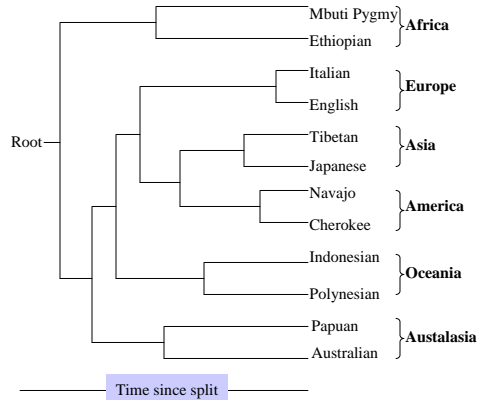 Mbuti Pygmy
Ethiopian
Africa
Italian
English
Europe
Root
Tibetan
Japanese
Asia
Navajo
Cherokee
America
Indonesian
Polynesian
Oceania
Papuan
Australian
Austalasia
Time since split